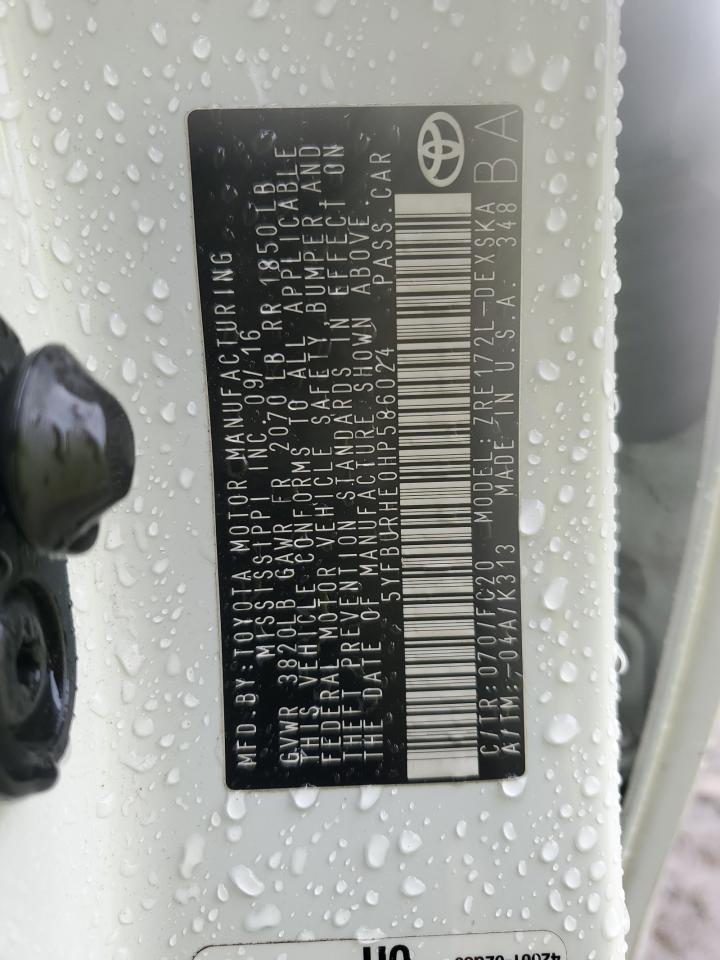 MFD.BY:TOYOTA MOTOR MANUFACTURING
MISSISSIPPI INC. 09/16
GVWR 3820LB GAWR FR 2070LB RR 1850LB
THIS VEHICLE CONFORMS TO ALL APPLICABLE
FEDERAL MOTOR VEHICLE SAFETY,BUMPER AND
THEFT PREVENTION STANDARDS IN EFFECT ON
THE DATE OF MANUFACTURE SHOWN ABOVE.
5YFBURHE0HP586024 PASS.CAR
C/TR:070/FC20 MODEL:ZRE172L-DEXSKA
A/TM:-04A/K313 MADE IN U.S.A. 348
BA